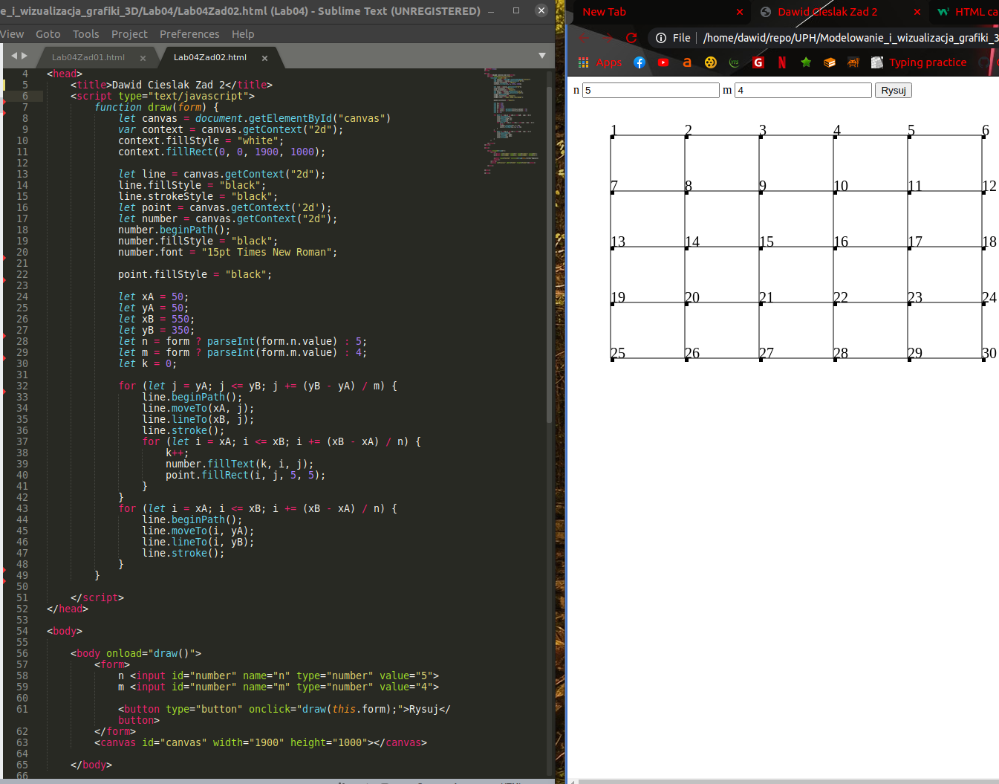 e_i_wizualizacja_grafiki_3D/Lab04/Lab04Zad02.html (Lab04) - Sublime Text (UNREGISTERED)
View Goto Tools Project Preferences Help
Lab04Zad01.html Lab04Zad02.html
4 <head>
5 <title>Dawid Cieslak Zad 2</title>
6 <script type="text/javascript">
7 function draw(form) {
8 let canvas = document.getElementById("canvas")
9 var context = canvas.getContext("2d");
10 context.fillStyle = "white";
11 context.fillRect(0, 0, 1900, 1000);
12
13 let line = canvas.getContext("2d");
14 line.fillStyle = "black";
15 line.strokeStyle = "black";
16 let point = canvas.getContext('2d');
17 let number = canvas.getContext("2d");
18 number.beginPath();
19 number.fillStyle = "black";
20 number.font = "15pt Times New Roman";
21
22 point.fillStyle = "black";
23
24 let xA = 50;
25 let yA = 50;
26 let xB = 550;
27 let yB = 350;
28 let n = form ? parseInt(form.n.value) : 5;
29 let m = form ? parseInt(form.m.value) : 4;
30 let k = 0;
31
32 for (let j = yA; j <= yB; j += (yB - yA) / m) {
33 line.beginPath();
34 line.moveTo(xA, j);
35 line.lineTo(xB, j);
36 line.stroke();
37 for (let i = xA; i <= xB; i += (xB - xA) / n) {
38 k++;
39 number.fillText(k, i, j);
40 point.fillRect(i, j, 5, 5);
41 }
42 }
43 for (let i = xA; i <= xB; i += (xB - xA) / n) {
44 line.beginPath();
45 line.moveTo(i, yA);
46 line.lineTo(i, yB);
47 line.stroke();
48 }
49 }
50
51 </script>
52 </head>
53
54 <body>
55
56 <body onload="draw()">
57 <form>
58 n <input id="number" name="n" type="number" value="5">
59 m <input id="number" name="m" type="number" value="4">
60
61 <button type="button" onclick="draw(this.form);">Rysuj</
button>
62 </form>
63 <canvas id="canvas" width="1900" height="1000"></canvas>
64
65 </body>
66
New Tab Dawid Cieslak Zad 2 HTML ca
File /home/dawid/repo/UPH/Modelowanie_i_wizualizacja_grafiki_3
Apps Typing practice
n 5 m 4 Rysuj
1 2 3 4 5 6
7 8 9 10 11 12
13 14 15 16 17 18
19 20 21 22 23 24
25 26 27 28 29 30